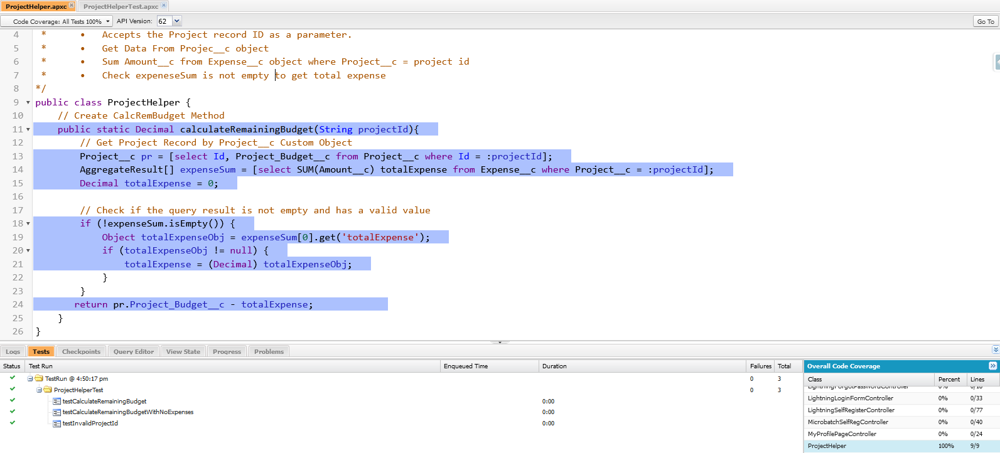 ProjectHelper.apxc ProjectHelperTest.apxc
Code Coverage: All Tests 100% API Version: 62 Go To
4 * • Accepts the Project record ID as a parameter.
5 * • Get Data From Projec__c object
6 * • Sum Amount__c from Expense__c object where Project__c = project id
7 * • Check expeneseSum is not empty to get total expense
8 */
9 public class ProjectHelper {
10 // Create CalcRemBudget Method
11 public static Decimal calculateRemainingBudget(String projectId){
12 // Get Project Record by Project__c Custom Object
13 Project__c pr = [select Id, Project_Budget__c from Project__c where Id = :projectId];
14 AggregateResult[] expenseSum = [select SUM(Amount__c) totalExpense from Expense__c where Project__c = :projectId];
15 Decimal totalExpense = 0;
16
17 // Check if the query result is not empty and has a valid value
18 if (!expenseSum.isEmpty()) {
19 Object totalExpenseObj = expenseSum[0].get('totalExpense');
20 if (totalExpenseObj != null) {
21 totalExpense = (Decimal) totalExpenseObj;
22 }
23 }
24 return pr.Project_Budget__c - totalExpense;
25 }
26 }
Logs Tests Checkpoints Query Editor View State Progress Problems
Status Test Run Enqueued Time Duration Failures Total
TestRun @ 4:50:17 pm 0 3
ProjectHelperTest 0 3
testCalculateRemainingBudget 0:00
testCalculateRemainingBudgetWithNoExpenses 0:00
testInvalidProjectId 0:00
Overall Code Coverage
Class Percent Lines
LightningForgotPasswordController 0%
LightningLoginFormController 0% 0/33
LightningSelfRegisterController 0% 0/77
MicrobatchSelfRegController 0% 0/40
MyProfilePageController 0% 0/24
ProjectHelper 100% 9/9